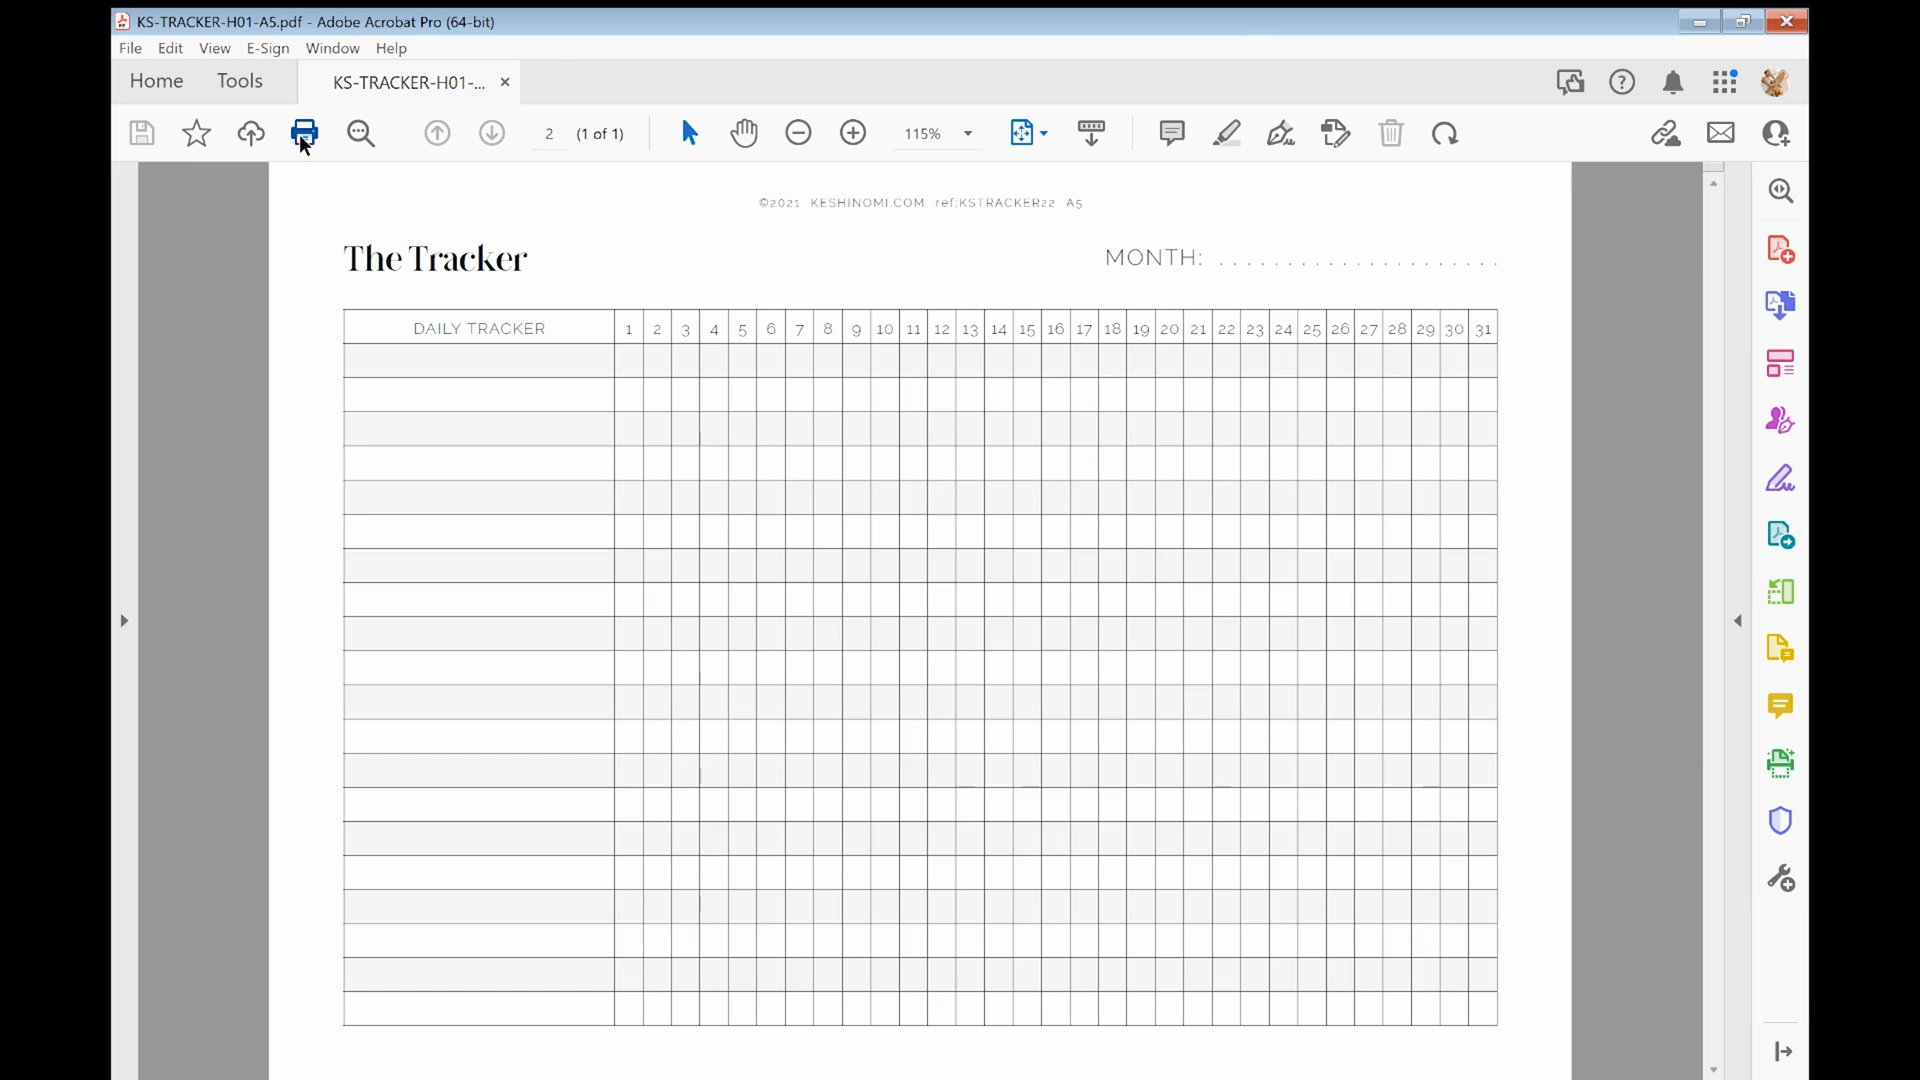 KS-TRACKER-H01-A5.pdf - Adobe Acrobat Pro (64-bit)
File Edit View E-Sign Window Help
Home Tools KS-TRACKER-H01-... ×
2 (1 of 1) 115%
©2021 KESHINOMI.COM ref:KSTRACKER22 A5
The Tracker MONTH: . . . . . . . . . . . . . . . . . . . . .
DAILY TRACKER 1 2 3 4 5 6 7 8 9 10 11 12 13 14 15 16 17 18 19 20 21 22 23 24 25 26 27 28 29 30 31